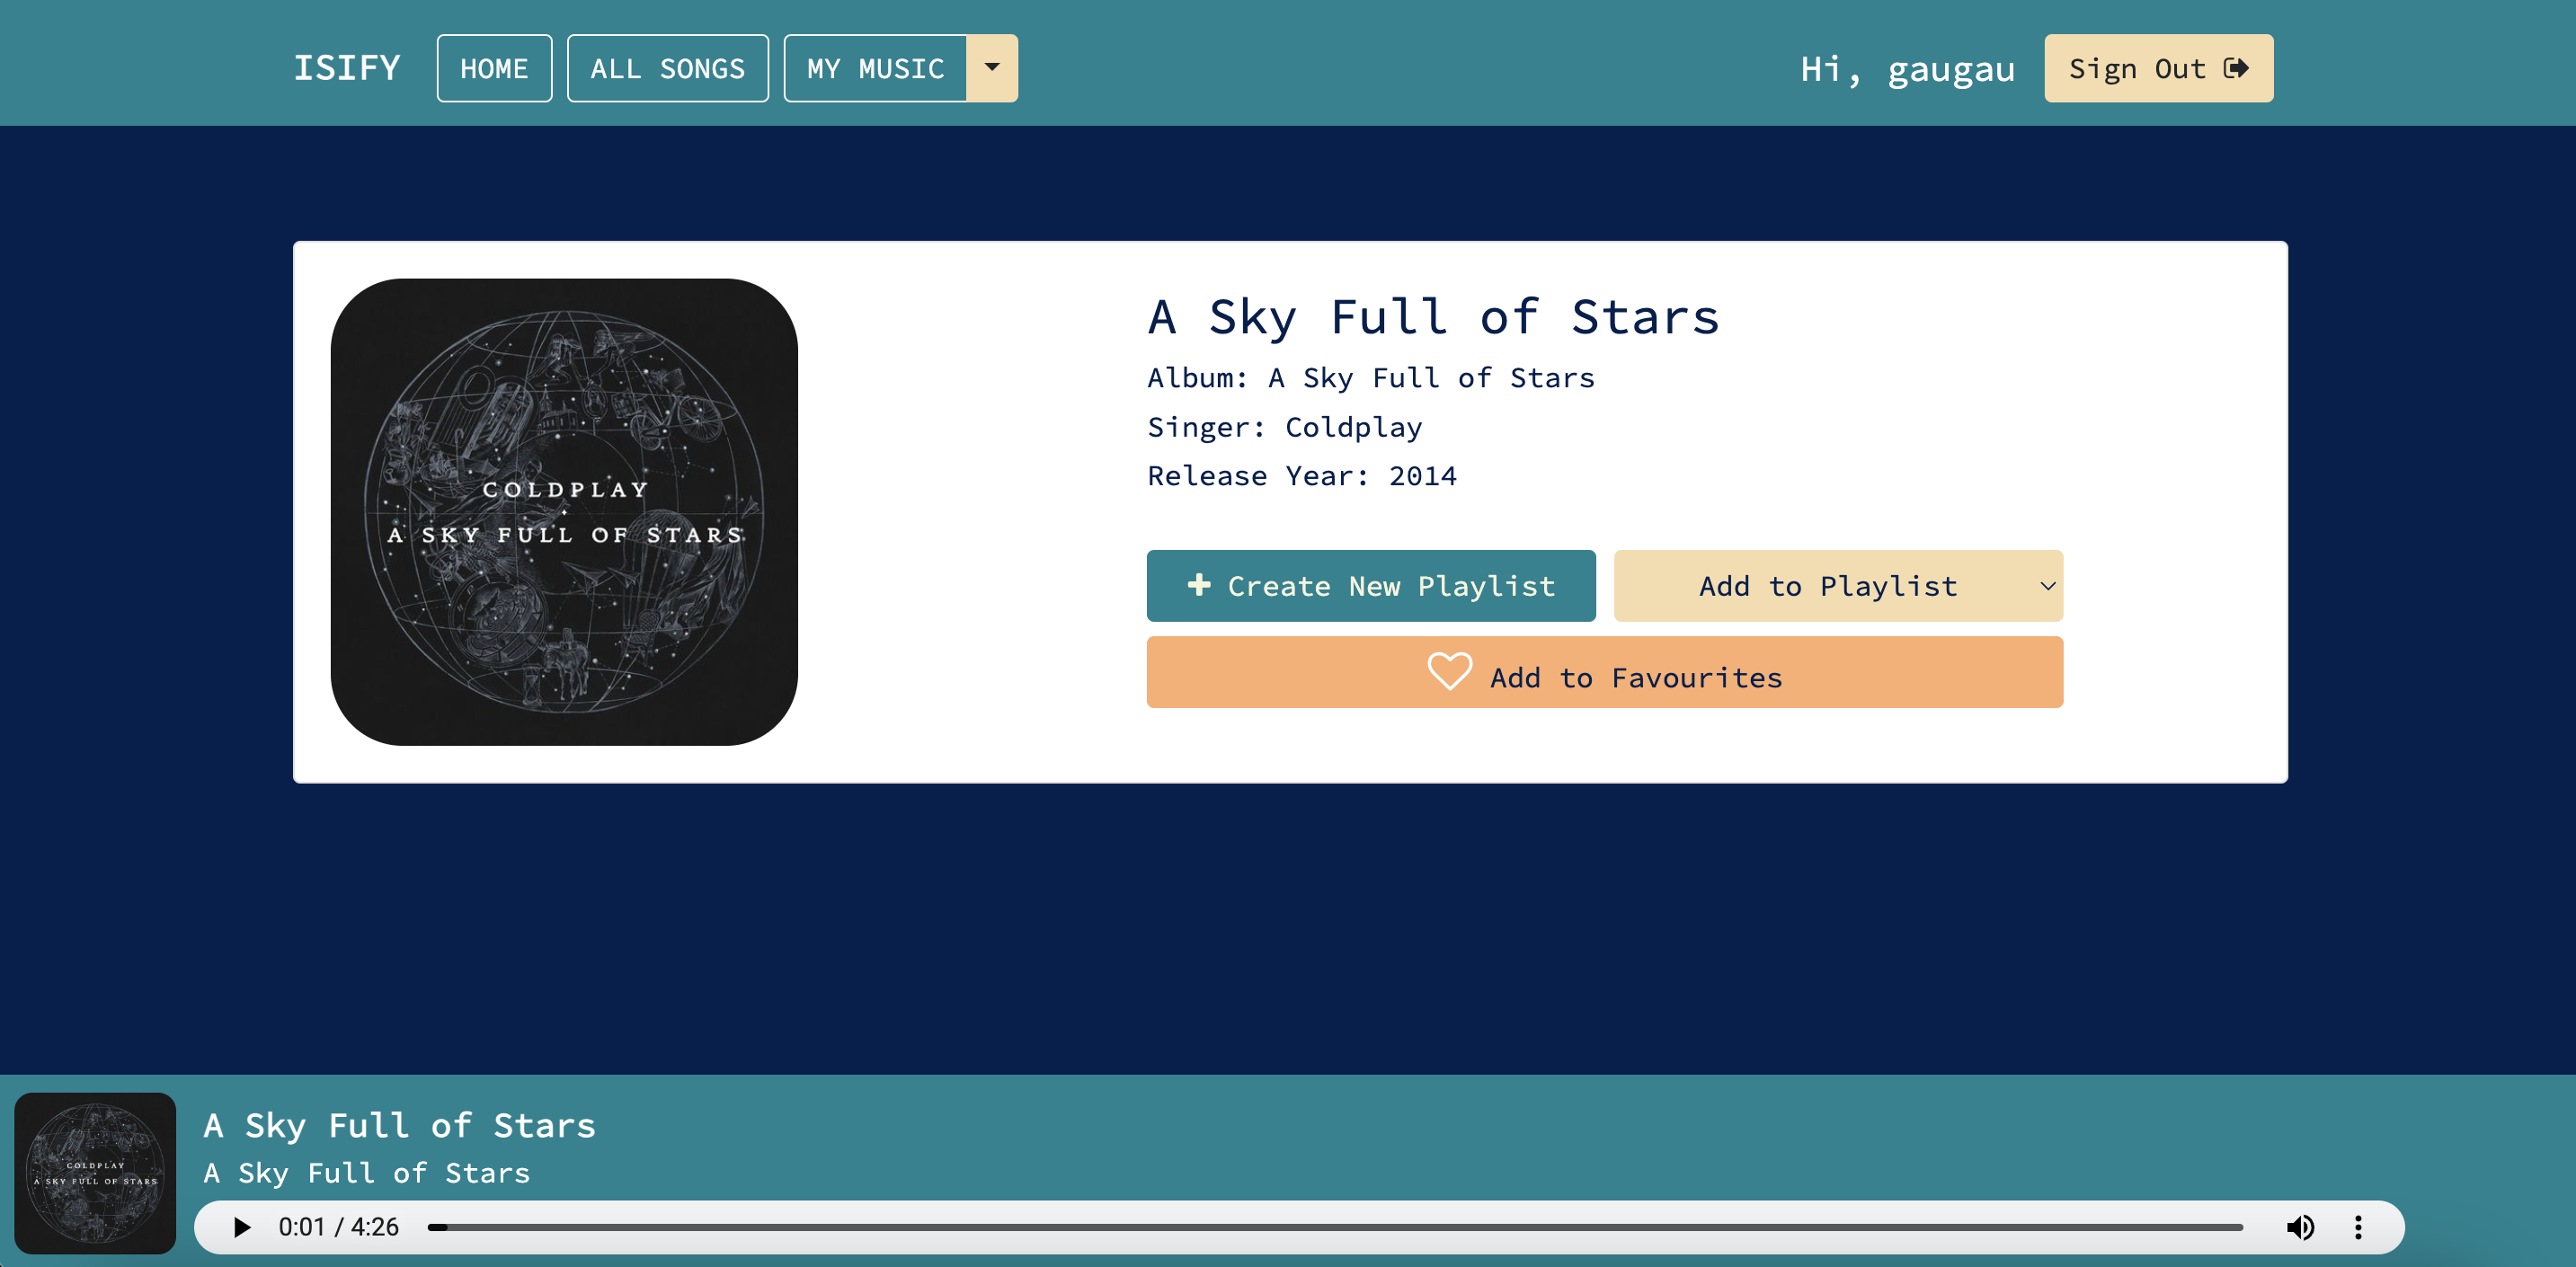 ISIFY HOME ALL SONGS MY MUSIC Hi, gaugau Sign Out
COLDPLAY
A SKY FULL OF STARS
A Sky Full of Stars
Album: A Sky Full of Stars
Singer: Coldplay
Release Year: 2014
Create New Playlist Add to Playlist
Add to Favourites
COLDPLAY
A SKY FULL OF STARS
A Sky Full of Stars
A Sky Full of Stars
0:01 / 4:26